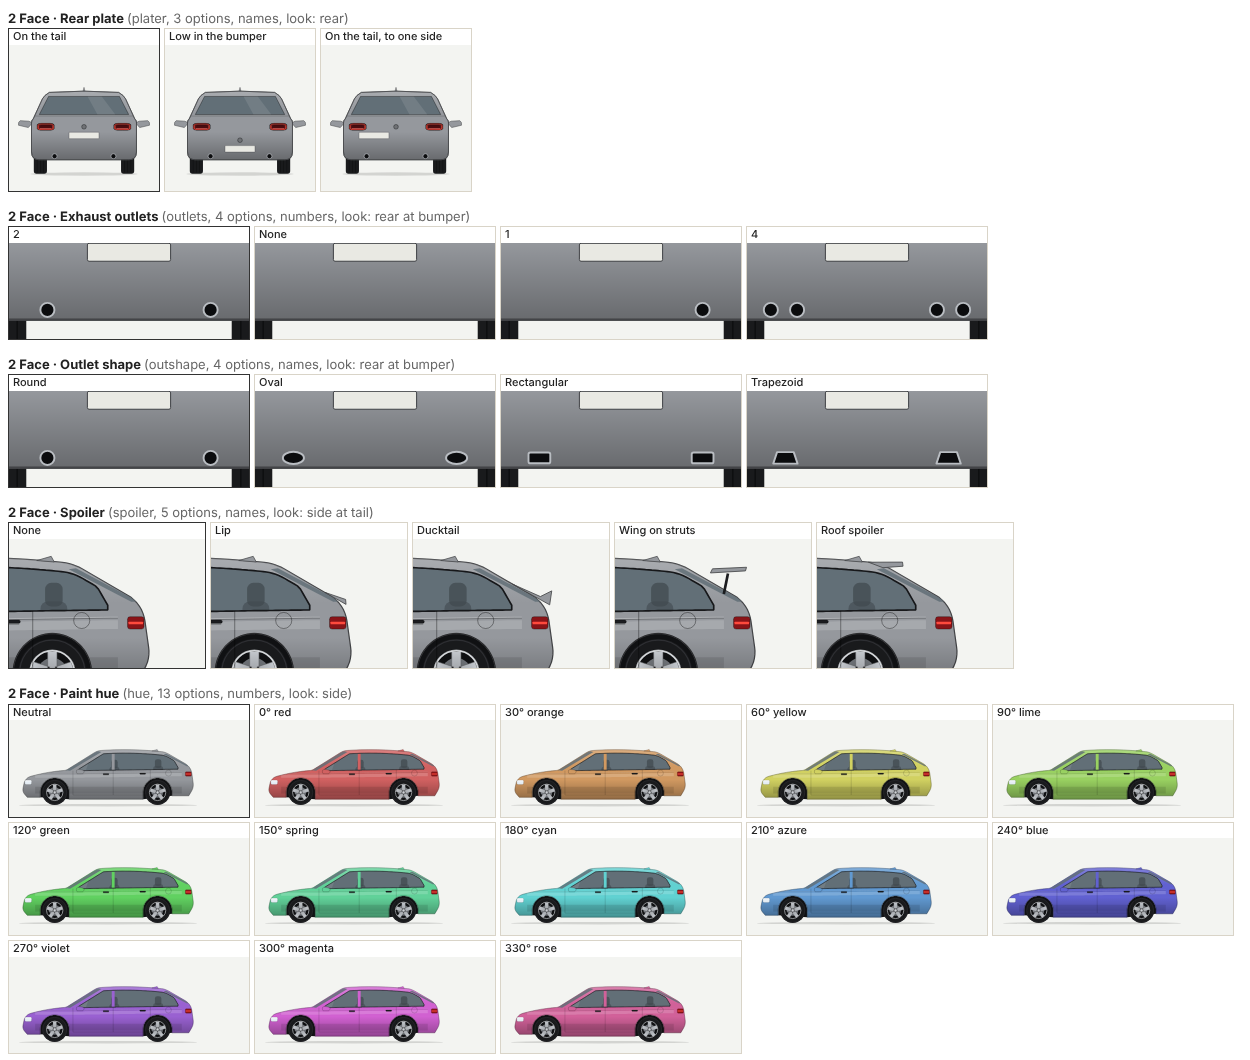 2 Face · Rear plate (plater, 3 options, names, look: rear)
On the tail
Low in the bumper
On the tail, to one side
2 Face · Exhaust outlets (outlets, 4 options, numbers, look: rear at bumper)
2
None
1
4
2 Face · Outlet shape (outshape, 4 options, names, look: rear at bumper)
Round
Oval
Rectangular
Trapezoid
2 Face · Spoiler (spoiler, 5 options, names, look: side at tail)
None
Lip
Ducktail
Wing on struts
Roof spoiler
2 Face · Paint hue (hue, 13 options, numbers, look: side)
Neutral
0° red
30° orange
60° yellow
90° lime
120° green
150° spring
180° cyan
210° azure
240° blue
270° violet
300° magenta
330° rose